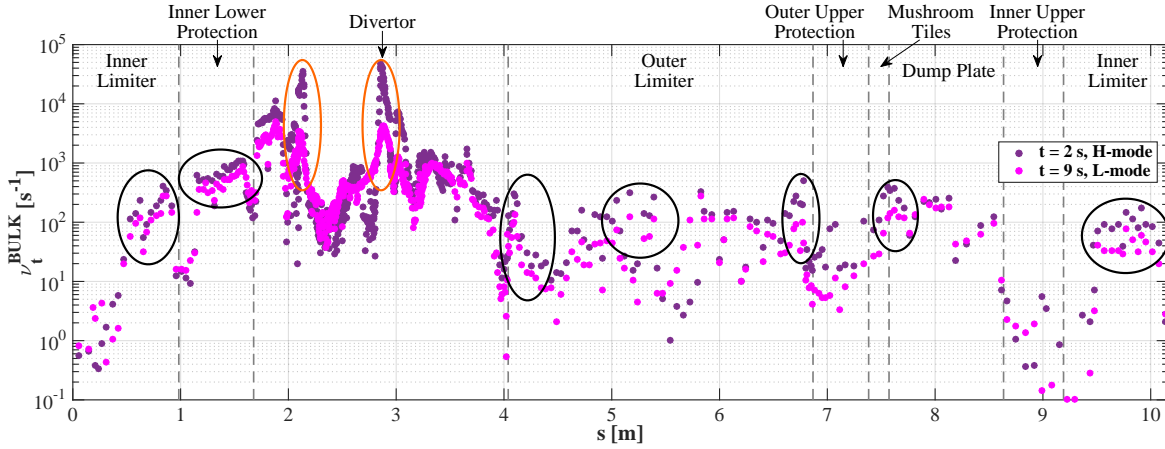 Inner Lower
Protection
Divertor
Outer Upper
Protection
Mushroom
Tiles
Inner Upper
Protection
Inner
Limiter
Outer
Limiter
Dump Plate
Inner
Limiter
10^5
10^4
10^3
10^2
10^1
10^0
10^-1
ν_t^BULK [s^-1]
t = 2 s, H-mode
t = 9 s, L-mode
0 1 2 3 4 5 6 7 8 9 10
s [m]